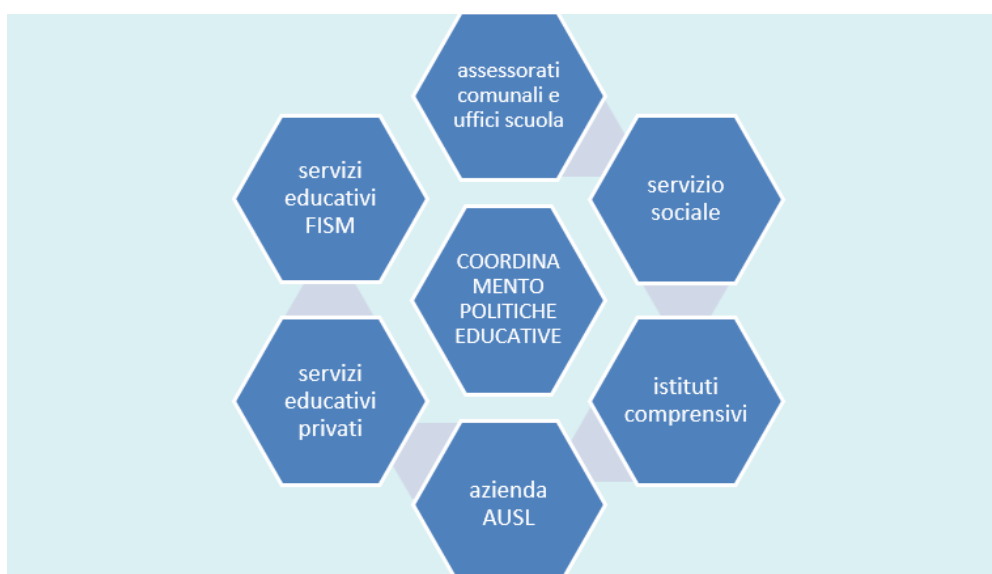 assessorati
comunali e
uffici scuola
servizi
educativi
FISM
servizio
sociale
COORDINA
MENTO
POLITICHE
EDUCATIVE
servizi
educativi
privati
istituti
comprensivi
azienda
AUSL